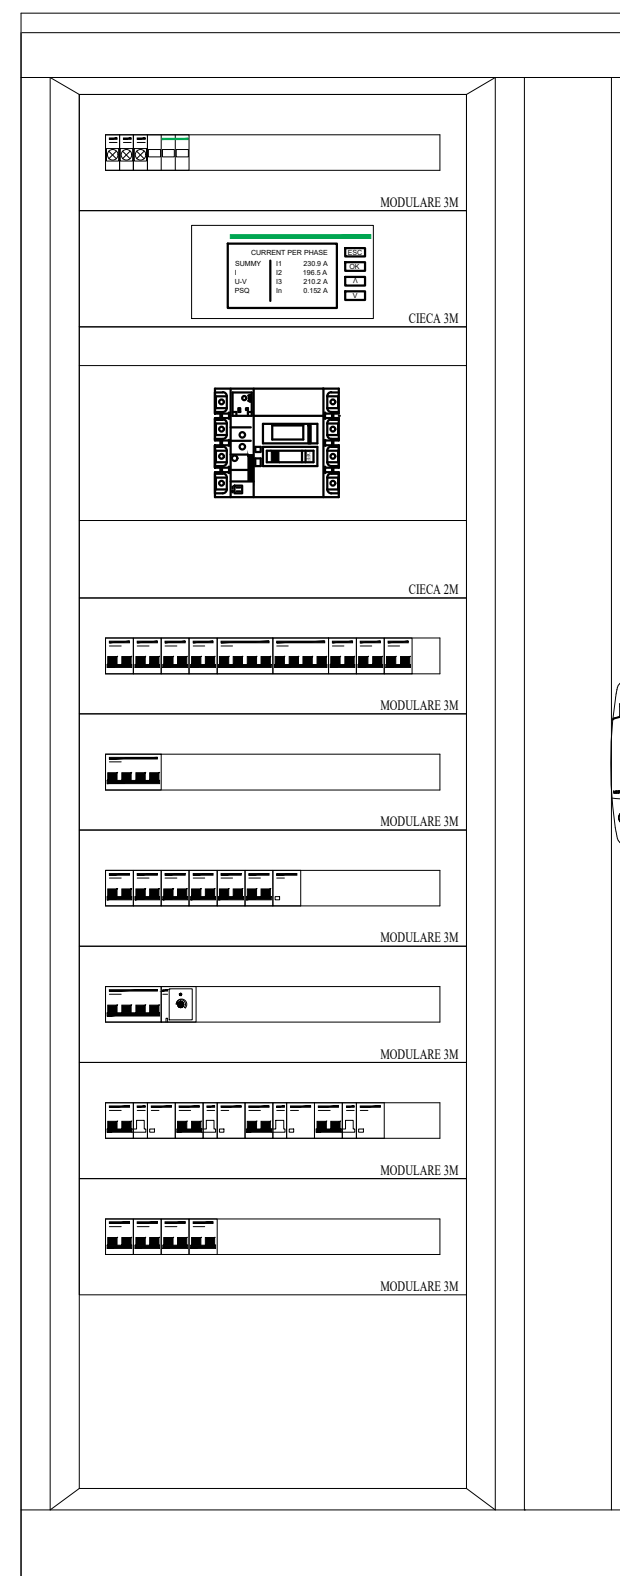 MODULARE 3M
CURRENT PER PHASE
SUMMY I1 230.9 A
I I2 196.5 A
U-V I3 210.2 A
PSQ In 0.152 A
ESC
OK
CIECA 3M
CIECA 2M
MODULARE 3M
MODULARE 3M
MODULARE 3M
MODULARE 3M
MODULARE 3M
MODULARE 3M